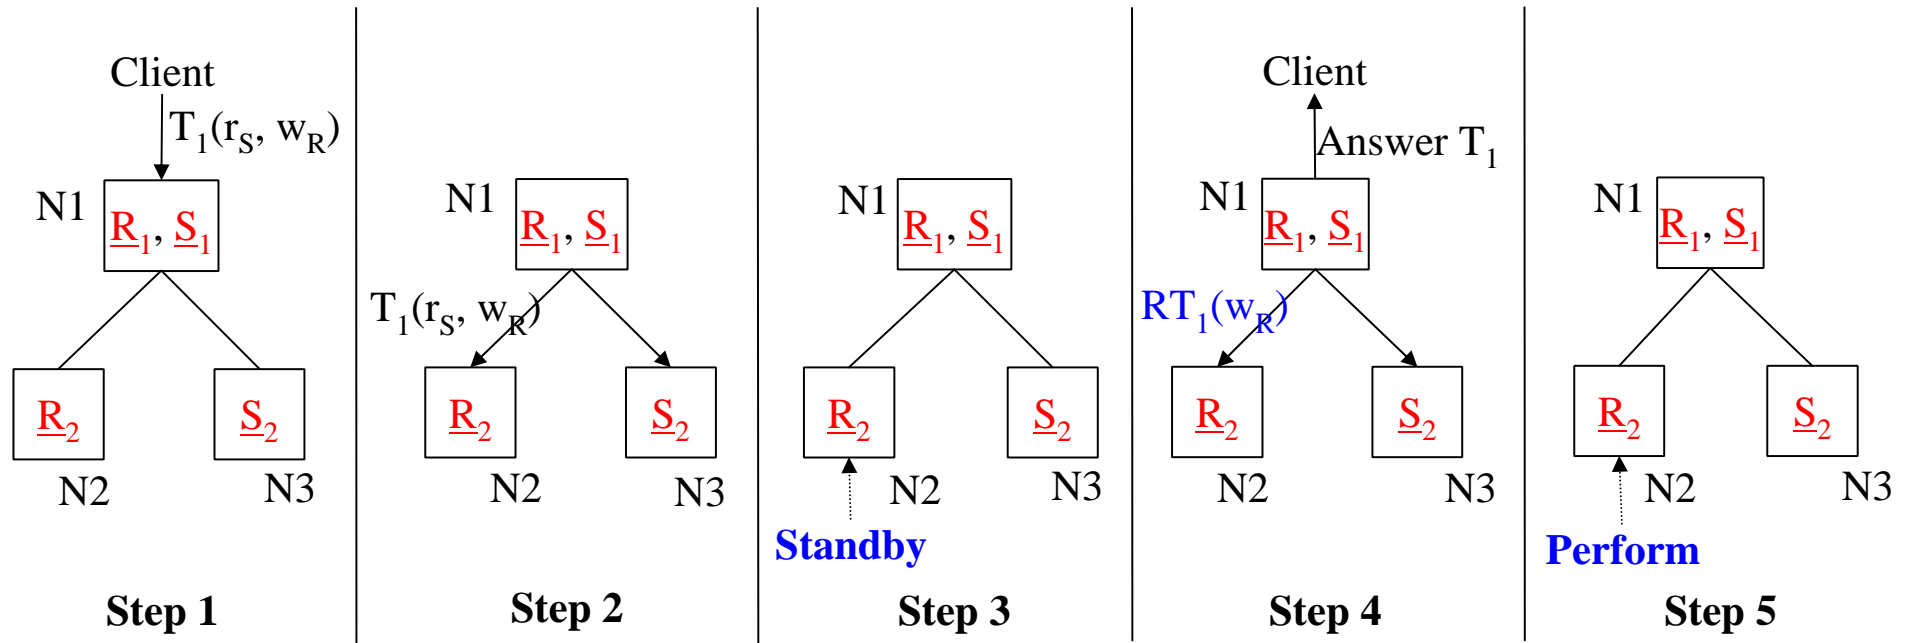 Client
T1(rS, wR)
N1
R1, S1
R2
S2
N2
N3
Step 1
N1
R1, S1
T1(rS, wR)
R2
S2
N2
N3
Step 2
N1
R1, S1
R2
S2
N2
N3
Standby
Step 3
Client
Answer T1
N1
R1, S1
RT1(wR)
R2
S2
N2
N3
Step 4
N1
R1, S1
R2
S2
N2
N3
Perform
Step 5